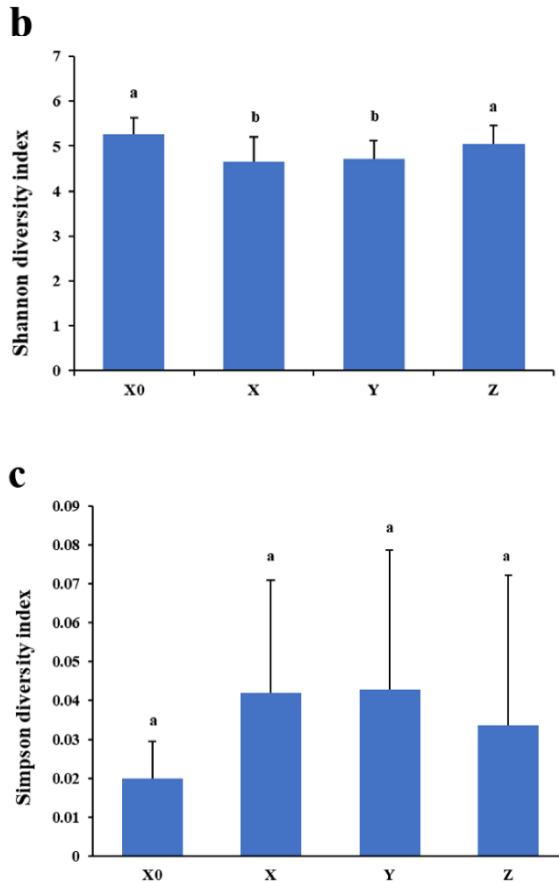 b
Shannon diversity index
7
6
5
4
3
2
1
0
a
b
b
a
X0
X
Y
Z
c
Simpson diversity index
0.09
0.08
0.07
0.06
0.05
0.04
0.03
0.02
0.01
0
a
a
a
a
X0
X
Y
Z